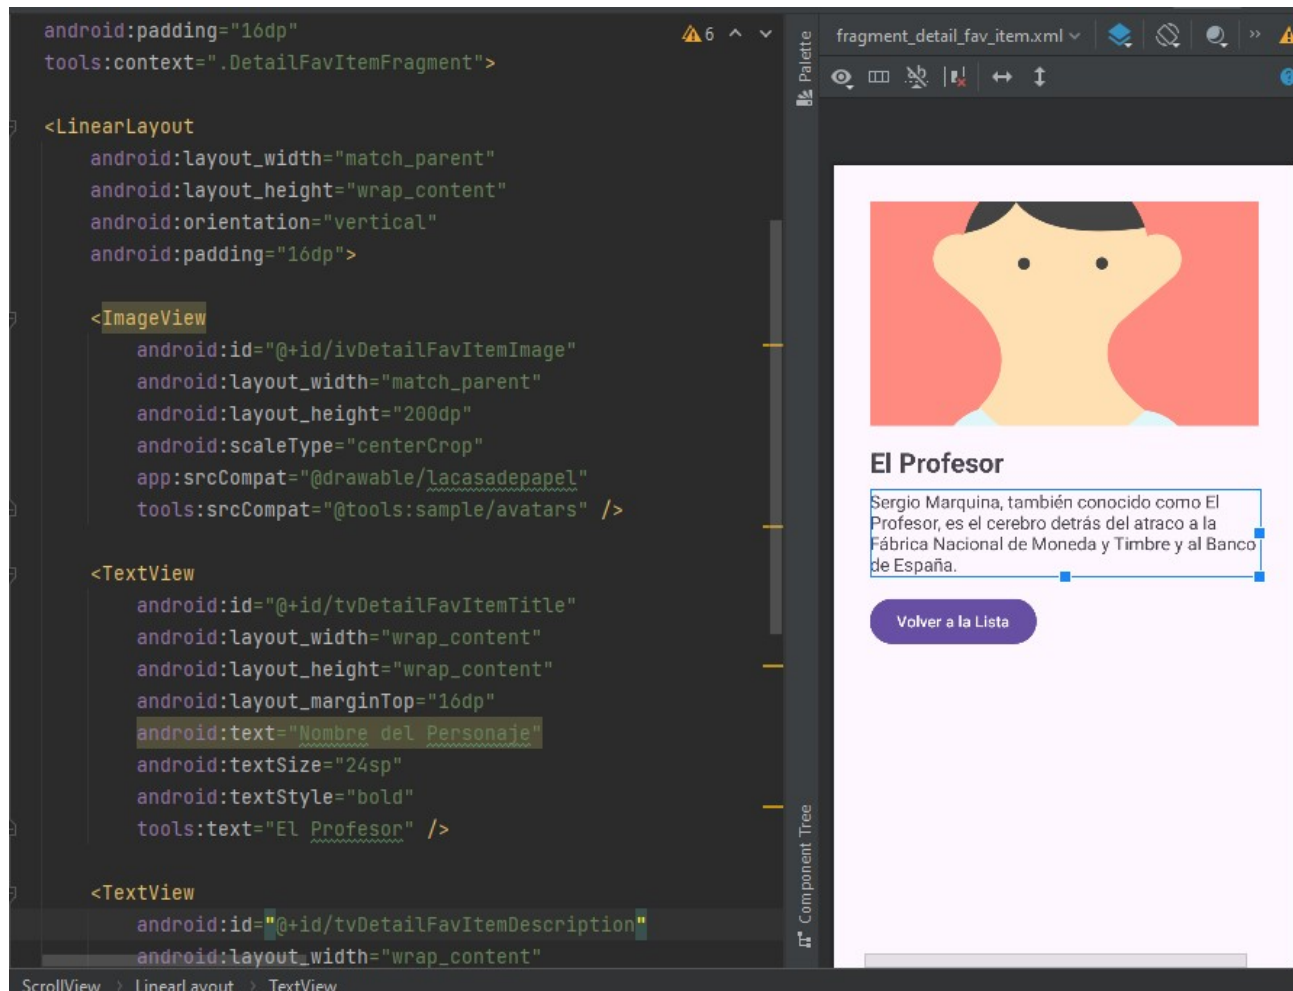 android:padding="16dp"
tools:context=".DetailFavItemFragment">
<LinearLayout
android:layout_width="match_parent"
android:layout_height="wrap_content"
android:orientation="vertical"
android:padding="16dp">
<ImageView
android:id="@+id/ivDetailFavItemImage"
android:layout_width="match_parent"
android:layout_height="200dp"
android:scaleType="centerCrop"
app:srcCompat="@drawable/lacasadepapel"
tools:srcCompat="@tools:sample/avatars" />
<TextView
android:id="@+id/tvDetailFavItemTitle"
android:layout_width="wrap_content"
android:layout_height="wrap_content"
android:layout_marginTop="16dp"
android:text="Nombre del Personaje"
android:textSize="24sp"
android:textStyle="bold"
tools:text="El Profesor" />
<TextView
android:id="@+id/tvDetailFavItemDescription"
android:layout_width="wrap_content"
ScrollView > LinearLayout > TextView
6
Palette
Component Tree
fragment_detail_fav_item.xml
El Profesor
Sergio Marquina, también conocido como El
Profesor, es el cerebro detrás del atraco a la
Fábrica Nacional de Moneda y Timbre y al Banco
de España.
Volver a la Lista